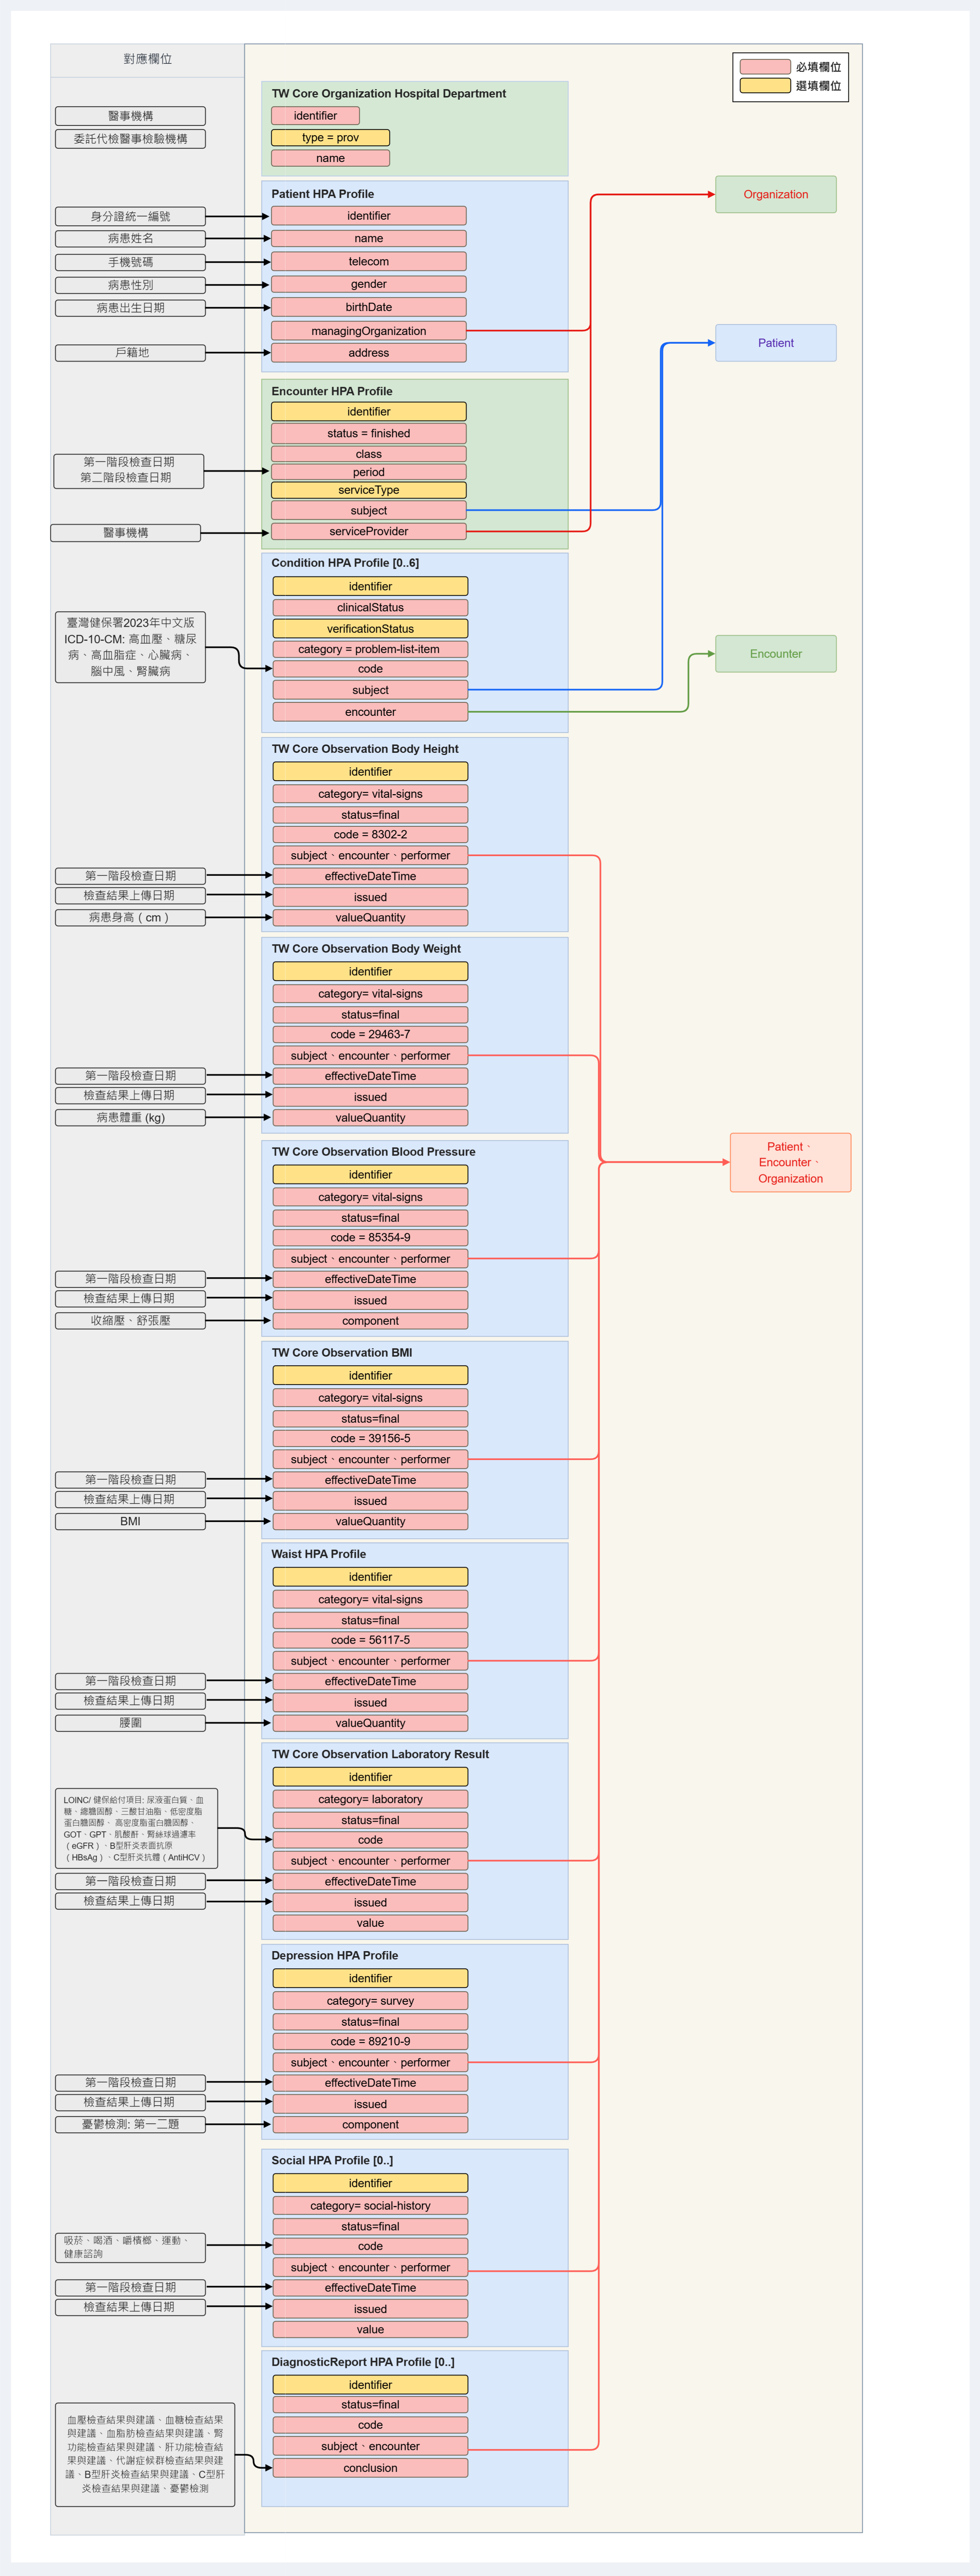 對應欄位
必填欄位
選填欄位
TW Core Organization Hospital Department
醫事機構
identifier
委託代檢醫事檢驗機構
type = prov
name
Patient HPA Profile
Organization
身分證統一編號
identifier
病患姓名
name
手機號碼
telecom
病患性別
gender
病患出生日期
birthDate
managingOrganization
Patient
戶籍地
address
Encounter HPA Profile
identifier
status = finished
class
第一階段檢查日期
第二階段檢查日期
period
serviceType
subject
醫事機構
serviceProvider
Condition HPA Profile [0..6]
identifier
clinicalStatus
臺灣健保署2023年中文版
ICD-10-CM: 高血壓、糖尿
病、高血脂症、心臟病、
腦中風、腎臟病
verificationStatus
category = problem-list-item
Encounter
code
subject
encounter
TW Core Observation Body Height
identifier
category= vital-signs
status=final
code = 8302-2
subject、encounter、performer
第一階段檢查日期
effectiveDateTime
檢查結果上傳日期
issued
病患身高（cm）
valueQuantity
TW Core Observation Body Weight
identifier
category= vital-signs
status=final
code = 29463-7
subject、encounter、performer
第一階段檢查日期
effectiveDateTime
檢查結果上傳日期
issued
病患體重 (kg)
valueQuantity
TW Core Observation Blood Pressure
Patient、
Encounter、
Organization
identifier
category= vital-signs
status=final
code = 85354-9
subject、encounter、performer
第一階段檢查日期
effectiveDateTime
檢查結果上傳日期
issued
收縮壓、舒張壓
component
TW Core Observation BMI
identifier
category= vital-signs
status=final
code = 39156-5
subject、encounter、performer
第一階段檢查日期
effectiveDateTime
檢查結果上傳日期
issued
BMI
valueQuantity
Waist HPA Profile
identifier
category= vital-signs
status=final
code = 56117-5
subject、encounter、performer
第一階段檢查日期
effectiveDateTime
檢查結果上傳日期
issued
腰圍
valueQuantity
TW Core Observation Laboratory Result
identifier
LOINC/ 健保給付項目: 尿液蛋白質、血
糖、總膽固醇、三酸甘油脂、低密度脂
蛋白膽固醇、 高密度脂蛋白膽固醇、
GOT、GPT、肌酸酐、腎絲球過濾率
（eGFR）、B型肝炎表面抗原
（HBsAg）、C型肝炎抗體（AntiHCV）
category= laboratory
status=final
code
subject、encounter、performer
第一階段檢查日期
effectiveDateTime
檢查結果上傳日期
issued
value
Depression HPA Profile
identifier
category= survey
status=final
code = 89210-9
subject、encounter、performer
第一階段檢查日期
effectiveDateTime
檢查結果上傳日期
issued
憂鬱檢測: 第一二題
component
Social HPA Profile [0..]
identifier
category= social-history
status=final
吸菸、喝酒、嚼檳榔、運動、
健康諮詢
code
subject、encounter、performer
第一階段檢查日期
effectiveDateTime
檢查結果上傳日期
issued
value
DiagnosticReport HPA Profile [0..]
identifier
status=final
血壓檢查結果與建議、血糖檢查結果
與建議、血脂肪檢查結果與建議、腎
功能檢查結果與建議、肝功能檢查結
果與建議、代謝症候群檢查結果與建
議、B型肝炎檢查結果與建議、C型肝
炎檢查結果與建議、憂鬱檢測
code
subject、encounter
conclusion